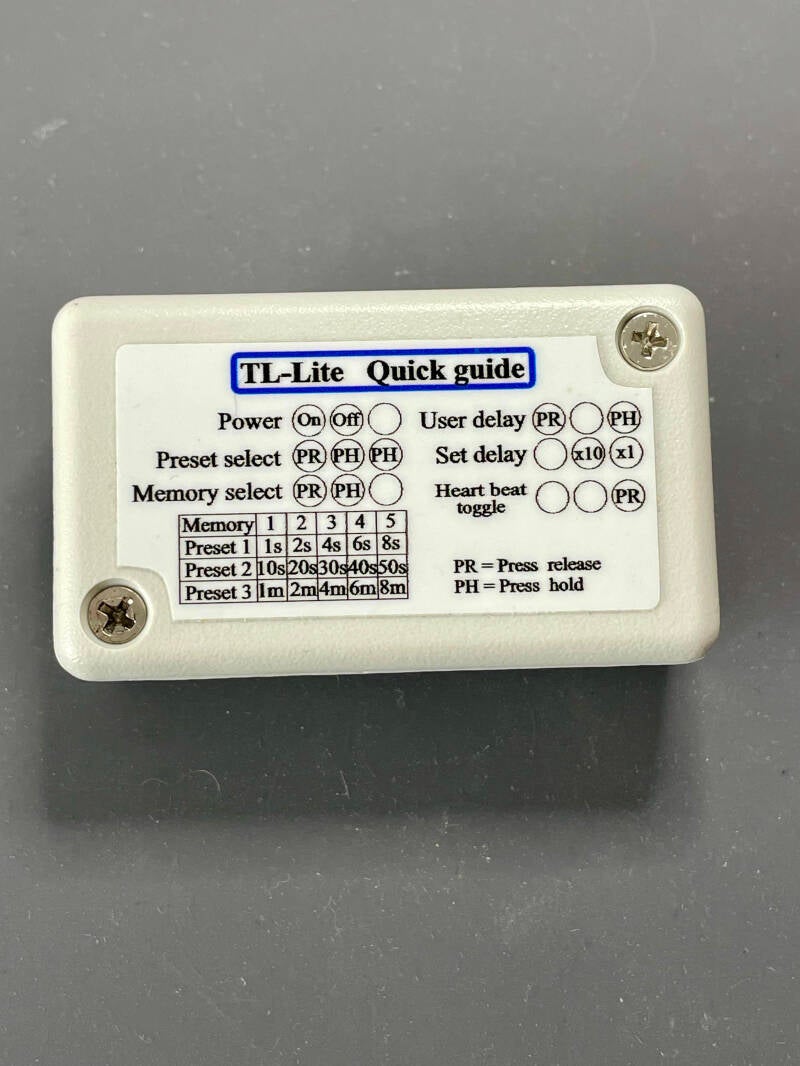 TL-Lite Quick guide
Power On Off
Preset select PR PH PH
Memory select PR PH
Memory 1 2 3 4 5
Preset 1 1s 2s 4s 6s 8s
Preset 2 10s 20s 30s 40s 50s
Preset 3 1m 2m 4m 6m 8m
User delay PR PH
Set delay x10 x1
Heart beat PR
toggle
PR = Press release
PH = Press hold